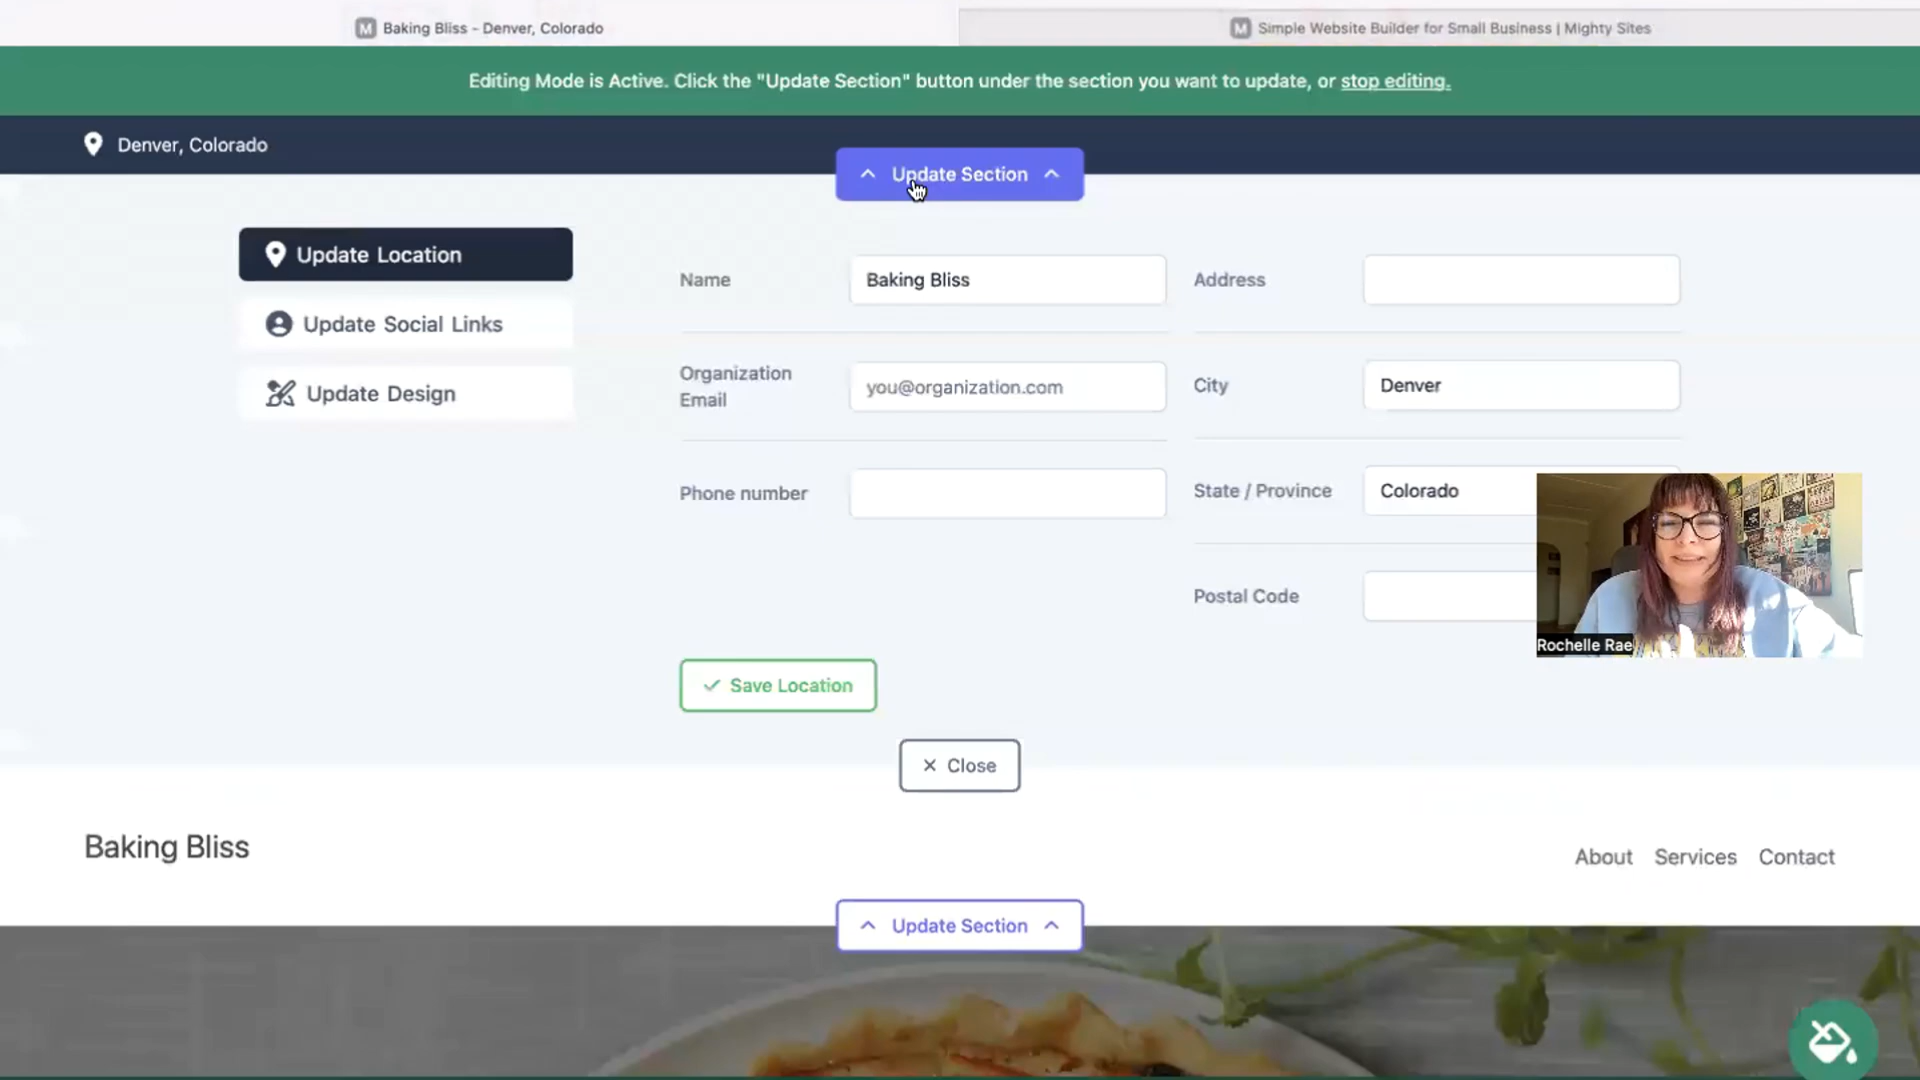 Baking Bliss - Denver, Colorado
Simple Website Builder for Small Business | Mighty Sites
Editing Mode is Active. Click the "Update Section" button under the section you want to update, or stop editing.
Denver, Colorado
Update Section
Update Location
Update Social Links
Update Design
Name
Baking Bliss
Address
Organization
Email
you@organization.com
City
Denver
Phone number
State / Province
Colorado
Postal Code
Rochelle Rae
Save Location
Close
Baking Bliss
About
Services
Contact
Update Section